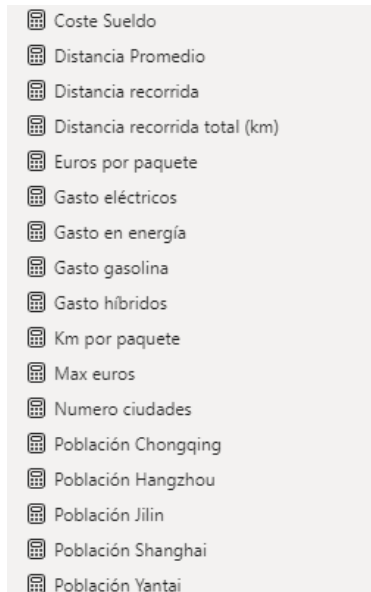 Coste Sueldo
Distancia Promedio
Distancia recorrida
Distancia recorrida total (km)
Euros por paquete
Gasto eléctricos
Gasto en energía
Gasto gasolina
Gasto híbridos
Km por paquete
Max euros
Numero ciudades
Población Chongqing
Población Hangzhou
Población Jilin
Población Shanghai
Población Yantai